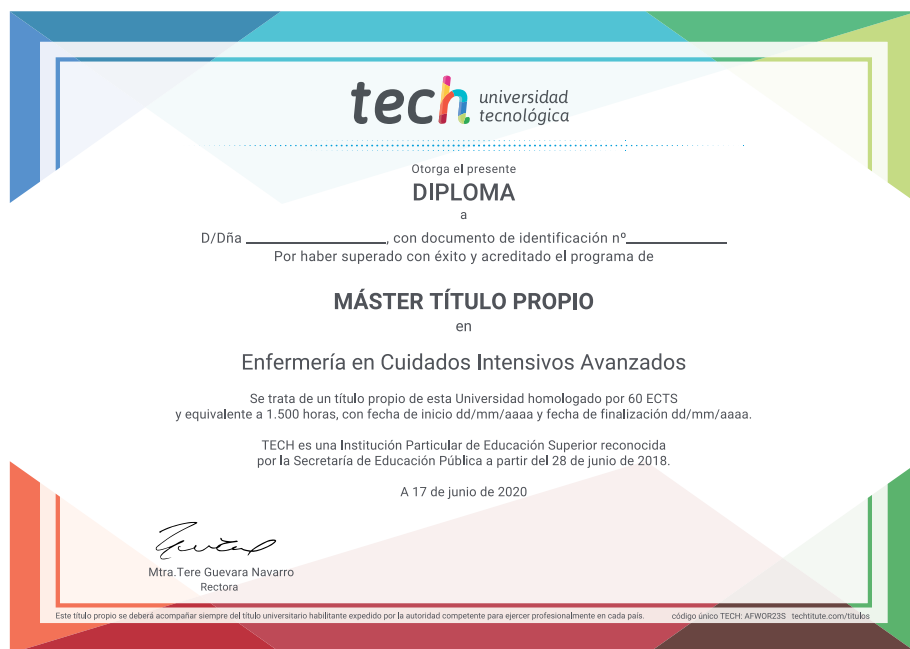 tech universidad
tecnológica
Otorga el presente
DIPLOMA
a
D/Dña ____________________, con documento de identificación nº______________
Por haber superado con éxito y acreditado el programa de
MÁSTER TÍTULO PROPIO
en
Enfermería en Cuidados Intensivos Avanzados
Se trata de un título propio de esta Universidad homologado por 60 ECTS
y equivalente a 1.500 horas, con fecha de inicio dd/mm/aaaa y fecha de finalización dd/mm/aaaa.
TECH es una Institución Particular de Educación Superior reconocida
por la Secretaría de Educación Pública a partir del 28 de junio de 2018.
A 17 de junio de 2020
Mtra.Tere Guevara Navarro
Rectora
Este título propio se deberá acompañar siempre del título universitario habilitante expedido por la autoridad competente para ejercer profesionalmente en cada país. código único TECH: AFWOR23S techtitute.com/titulos